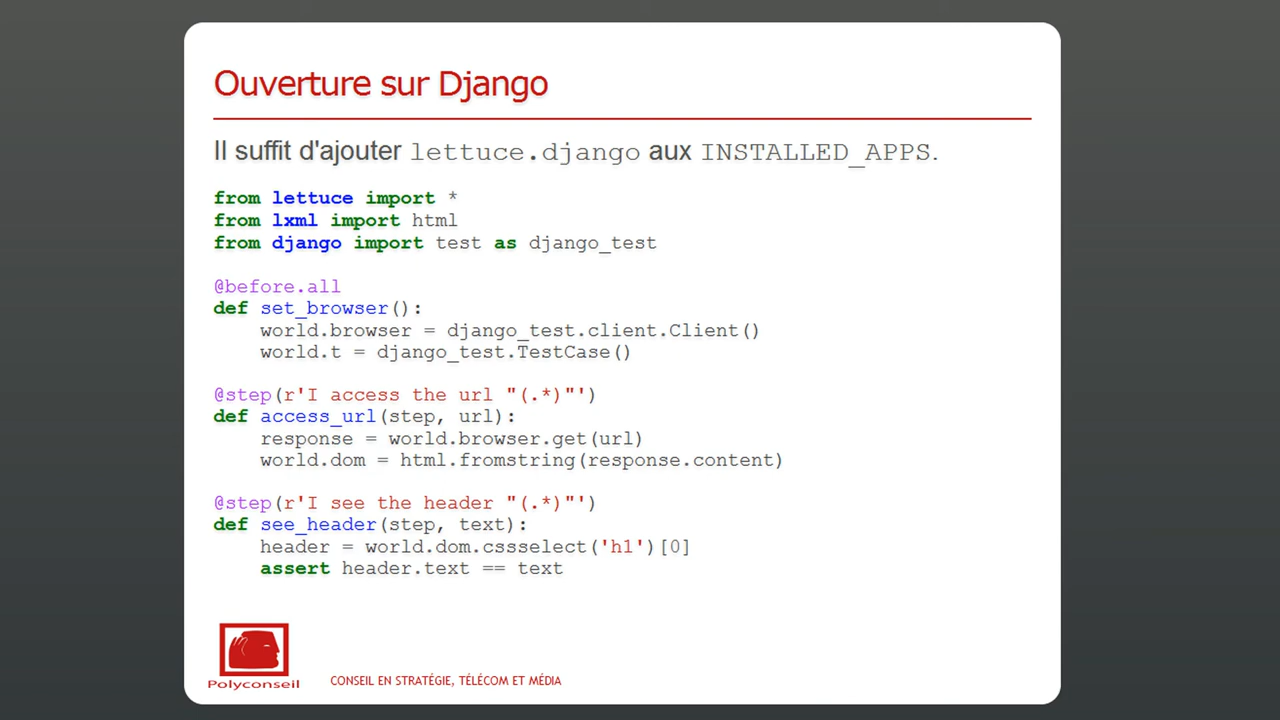 Ouverture sur Django
Il suffit d'ajouter lettuce.django aux INSTALLED_APPS.
from lettuce import *
from lxml import html
from django import test as django_test
@before.all
def set_browser():
    world.browser = django_test.client.Client()
    world.t = django_test.TestCase()
@step(r'I access the url "(.*)"')
def access_url(step, url):
    response = world.browser.get(url)
    world.dom = html.fromstring(response.content)
@step(r'I see the header "(.*)"')
def see_header(step, text):
    header = world.dom.cssselect('h1')[0]
    assert header.text == text
Polyconseil
CONSEIL EN STRATÉGIE, TÉLÉCOM ET MÉDIA